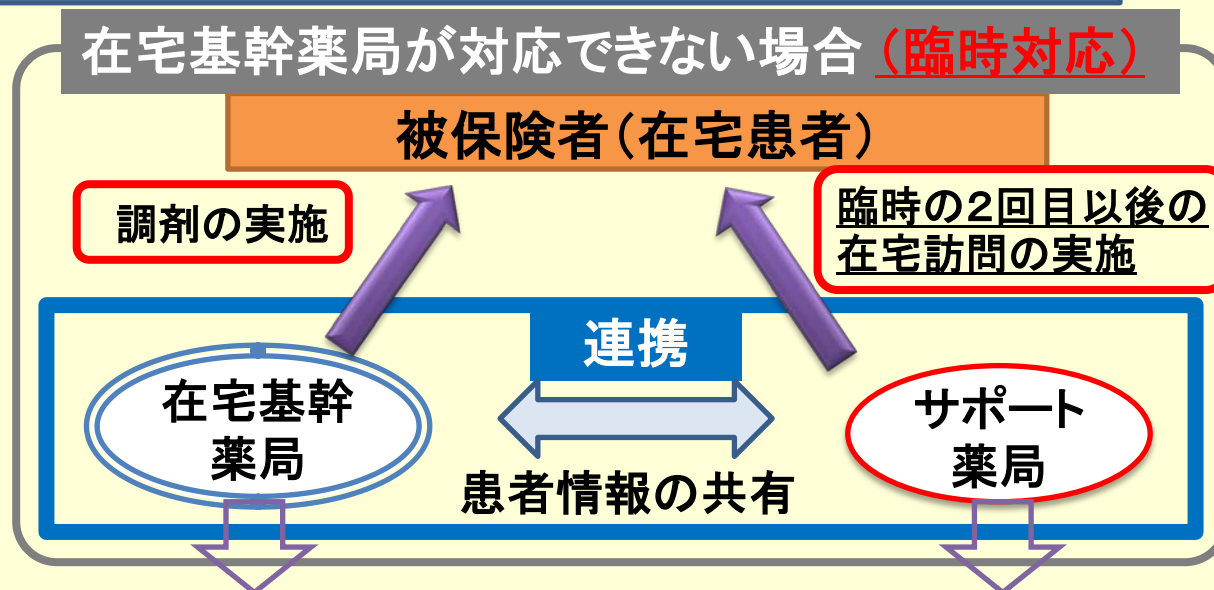 在宅基幹薬局が対応できない場合（臨時対応）
被保険者（在宅患者）
調剤の実施
臨時の２回目以後の
在宅訪問の実施
連携
在宅基幹
薬局
サポート
薬局
患者情報の共有